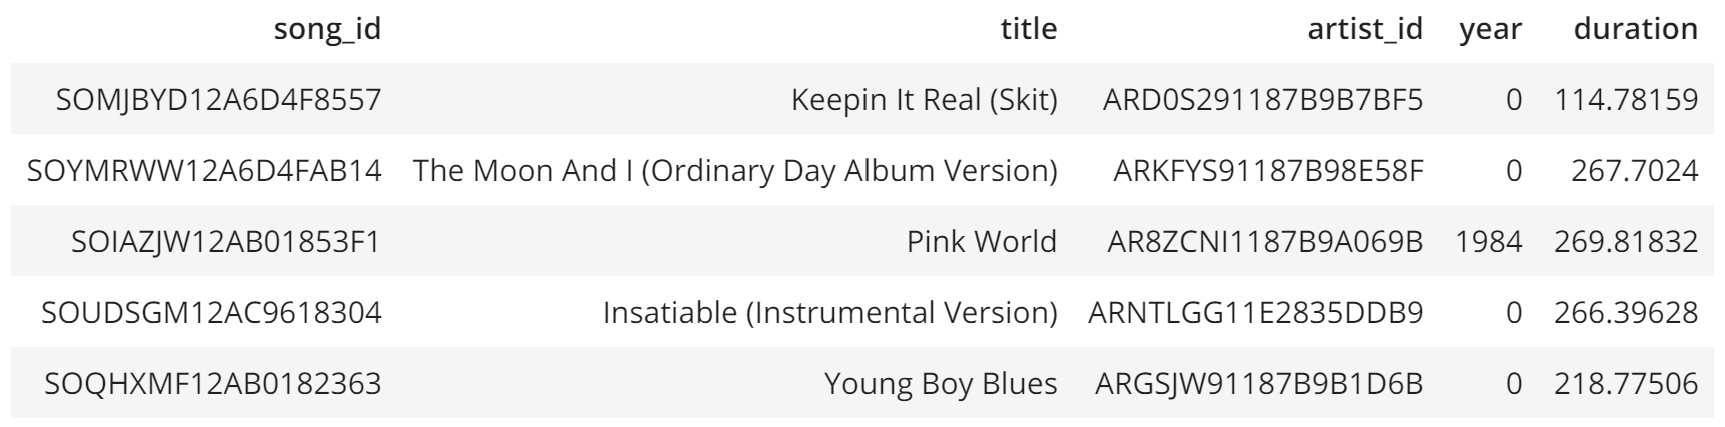 song_id title artist_id year duration
SOMJBYD12A6D4F8557 Keepin It Real (Skit) ARD0S291187B9B7BF5 0 114.78159
SOYMRWW12A6D4FAB14 The Moon And I (Ordinary Day Album Version) ARKFYS91187B98E58F 0 267.7024
SOIAZJW12AB01853F1 Pink World AR8ZCNI1187B9A069B 1984 269.81832
SOUDSGM12AC9618304 Insatiable (Instrumental Version) ARNTLGG11E2835DDB9 0 266.39628
SOQHXMF12AB0182363 Young Boy Blues ARGSJW91187B9B1D6B 0 218.77506